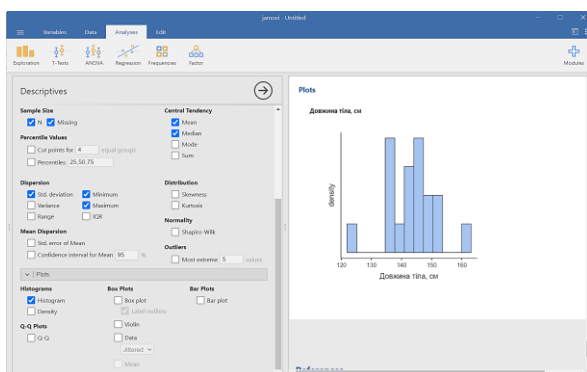 jamovi - Untitled
Variables Data Analyses Edit
Exploration T-Tests ANOVA Regression Frequencies Factor Modules
Descriptives
Sample Size
N Missing
Percentile Values
Cut points for 4 equal groups
Percentiles 25,50,75
Central Tendency
Mean
Median
Mode
Sum
Dispersion
Std. deviation Minimum
Variance Maximum
Range IQR
Mean Dispersion
Std. error of Mean
Confidence interval for Mean 95 %
Distribution
Skewness
Kurtosis
Normality
Shapiro-Wilk
Outliers
Most extreme 5 values
Plots
Histograms
Histogram
Density
Q-Q Plots
Q-Q
Box Plots
Box plot
Label outliers
Violin
Data
Jittered
Mean
Bar Plots
Bar plot
Plots
Довжина тіла, см
density
120 130 140 150 160
Довжина тіла, см
References